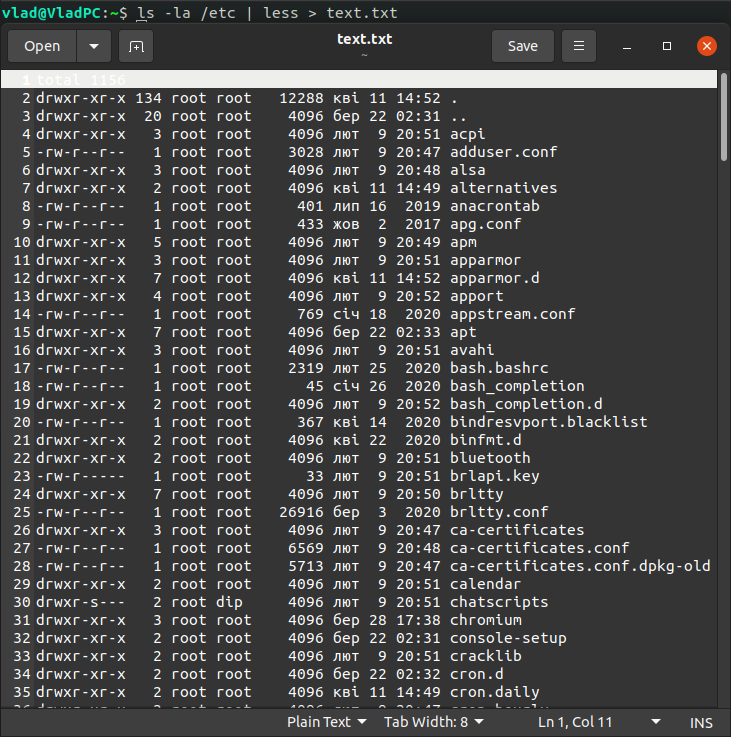 vlad@VladPC:~$ ls -la /etc | less > text.txt
Open
text.txt
~
Save
1 total 1156
2 drwxr-xr-x 134 root root 12288 кві 11 14:52 .
3 drwxr-xr-x 20 root root 4096 бер 22 02:31 ..
4 drwxr-xr-x 3 root root 4096 лют 9 20:51 acpi
5 -rw-r--r-- 1 root root 3028 лют 9 20:47 adduser.conf
6 drwxr-xr-x 3 root root 4096 лют 9 20:48 alsa
7 drwxr-xr-x 2 root root 4096 кві 11 14:49 alternatives
8 -rw-r--r-- 1 root root 401 лип 16 2019 anacrontab
9 -rw-r--r-- 1 root root 433 жов 2 2017 apg.conf
10 drwxr-xr-x 5 root root 4096 лют 9 20:49 apm
11 drwxr-xr-x 3 root root 4096 лют 9 20:51 apparmor
12 drwxr-xr-x 7 root root 4096 кві 11 14:52 apparmor.d
13 drwxr-xr-x 4 root root 4096 лют 9 20:52 apport
14 -rw-r--r-- 1 root root 769 січ 18 2020 appstream.conf
15 drwxr-xr-x 7 root root 4096 бер 22 02:33 apt
16 drwxr-xr-x 3 root root 4096 лют 9 20:51 avahi
17 -rw-r--r-- 1 root root 2319 лют 25 2020 bash.bashrc
18 -rw-r--r-- 1 root root 45 січ 26 2020 bash_completion
19 drwxr-xr-x 2 root root 4096 лют 9 20:52 bash_completion.d
20 -rw-r--r-- 1 root root 367 кві 14 2020 bindresvport.blacklist
21 drwxr-xr-x 2 root root 4096 кві 22 2020 binfmt.d
22 drwxr-xr-x 2 root root 4096 лют 9 20:51 bluetooth
23 -rw-r----- 1 root root 33 лют 9 20:51 brlapi.key
24 drwxr-xr-x 7 root root 4096 лют 9 20:50 brltty
25 -rw-r--r-- 1 root root 26916 бер 3 2020 brltty.conf
26 drwxr-xr-x 3 root root 4096 лют 9 20:47 ca-certificates
27 -rw-r--r-- 1 root root 6569 лют 9 20:48 ca-certificates.conf
28 -rw-r--r-- 1 root root 5713 лют 9 20:47 ca-certificates.conf.dpkg-old
29 drwxr-xr-x 2 root root 4096 лют 9 20:51 calendar
30 drwxr-s--- 2 root dip 4096 лют 9 20:51 chatscripts
31 drwxr-xr-x 3 root root 4096 бер 28 17:38 chromium
32 drwxr-xr-x 2 root root 4096 бер 22 02:31 console-setup
33 drwxr-xr-x 2 root root 4096 лют 9 20:51 cracklib
34 drwxr-xr-x 2 root root 4096 бер 22 02:32 cron.d
35 drwxr-xr-x 2 root root 4096 кві 11 14:49 cron.daily
Plain Text Tab Width: 8 Ln 1, Col 11 INS